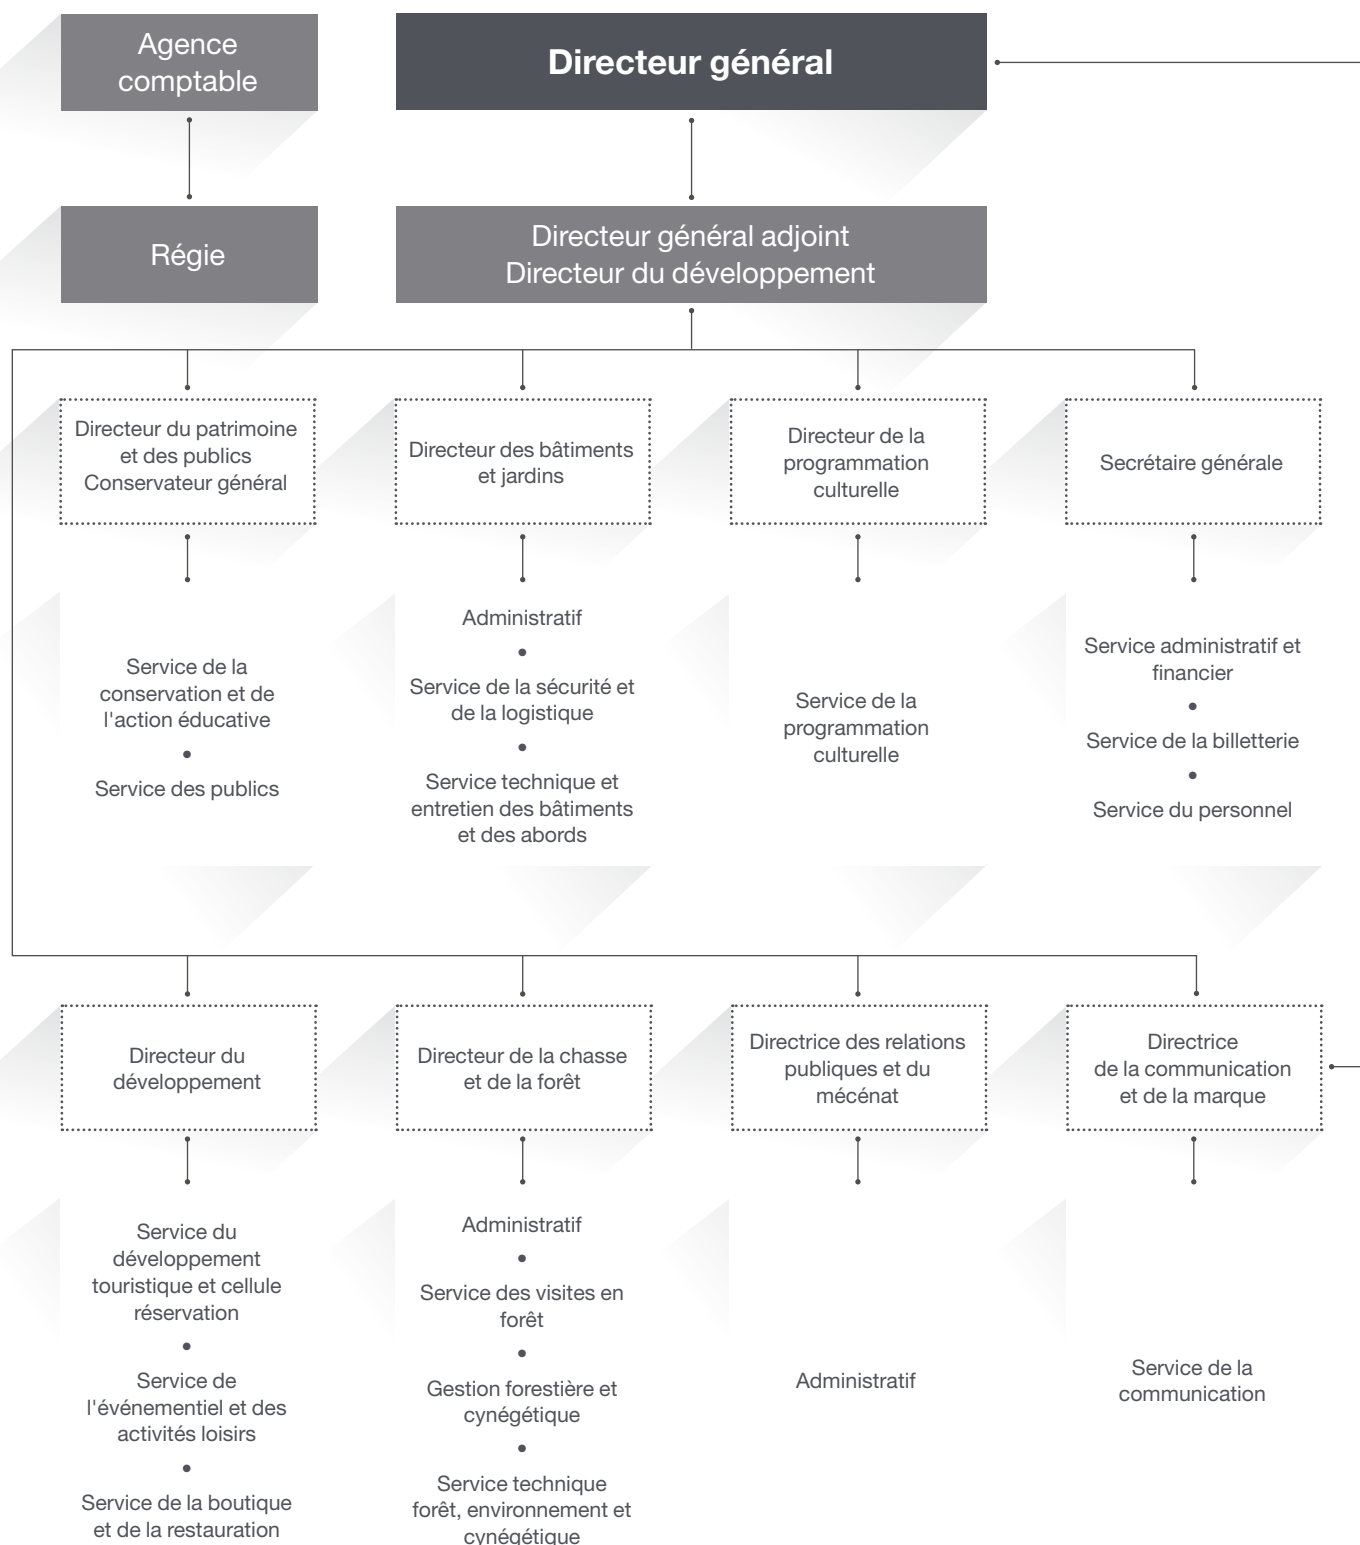 Agence
comptable
Directeur général
Régie
Directeur général adjoint
Directeur du développement
Directeur du patrimoine
et des publics
Conservateur général
Directeur des bâtiments
et jardins
Directeur de la
programmation
culturelle
Secrétaire générale
Service de la
conservation et de
l'action éducative
•
Service des publics
Administratif
•
Service de la sécurité et
de la logistique
•
Service technique et
entretien des bâtiments
et des abords
Service de la
programmation
culturelle
Service administratif et
financier
•
Service de la billetterie
•
Service du personnel
Directeur du
développement
Directeur de la chasse
et de la forêt
Directrice des relations
publiques et du
mécénat
Directrice
de la communication
et de la marque
Service du
développement
touristique et cellule
réservation
•
Service de
l'événementiel et des
activités loisirs
•
Service de la boutique
et de la restauration
Administratif
•
Service des visites en
forêt
•
Gestion forestière et
cynégétique
•
Service technique
forêt, environnement et
cynégétique
Administratif
Service de la
communication